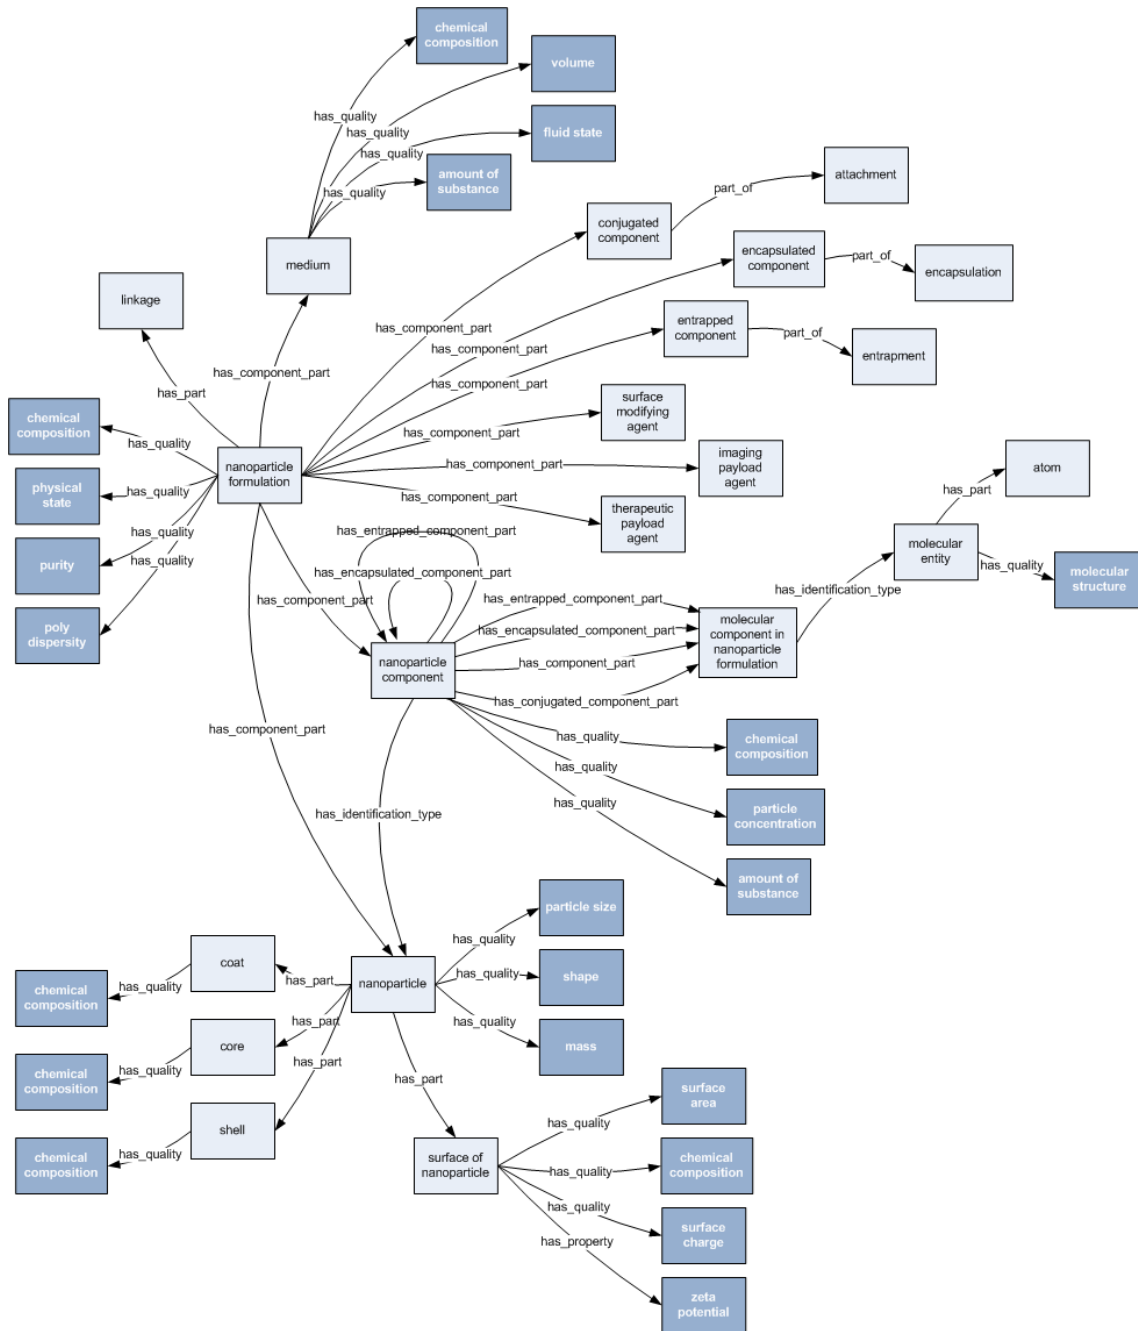 chemical
composition
volume
has_quality
has_quality
fluid state
has_quality
amount of
substance
has_quality
attachment
part_of
conjugated
component
medium
encapsulated
component
part_of
encapsulation
linkage
has_component_part
entrapped
component
part_of
entrapment
has_component_part
has_component_part
has_part
has_component_part
chemical
composition
has_quality
surface
modifying
agent
has_component_part
nanoparticle
formulation
has_component_part
imaging
payload
agent
atom
physical
state
has_quality
has_component_part
therapeutic
payload
agent
has_part
has_quality
has_entrapped_component_part
molecular
entity
purity
has_quality
has_encapsulated_component_part
has_quality
molecular
structure
has_component_part
has_identification_type
poly
dispersity
has_entrapped_component_part
has_encapsulated_component_part
has_component_part
has_conjugated_component_part
molecular
component in
nanoparticle
formulation
nanoparticle
component
has_component_part
has_quality
chemical
composition
has_quality
particle
concentration
has_quality
has_identification_type
amount of
substance
particle size
has_quality
coat
has_part
nanoparticle
has_quality
shape
chemical
composition
has_quality
has_part
has_quality
mass
core
has_part
chemical
composition
has_quality
has_part
surface
area
shell
has_quality
chemical
composition
has_quality
surface of
nanoparticle
has_quality
chemical
composition
has_quality
surface
charge
has_property
zeta
potential